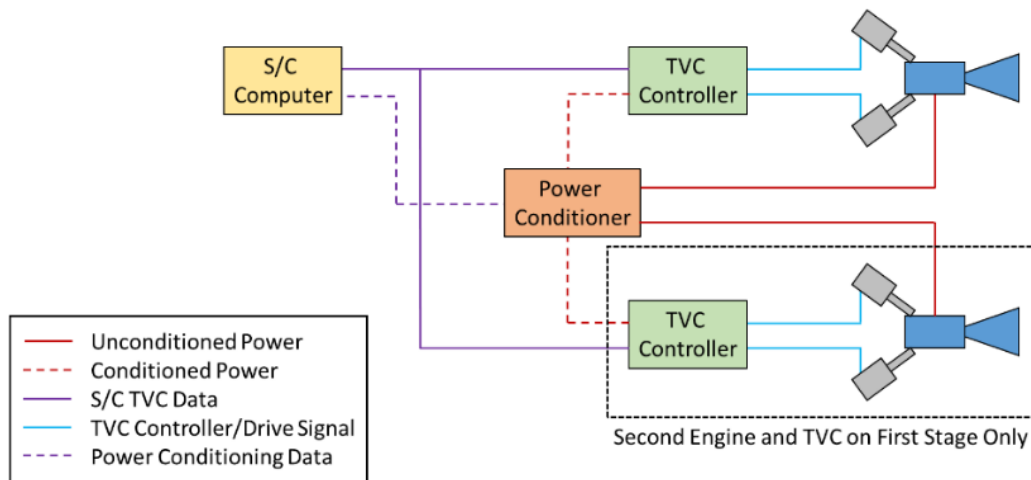 S/C
Computer
TVC
Controller
Power
Conditioner
TVC
Controller
Second Engine and TVC on First Stage Only
Unconditioned Power
Conditioned Power
S/C TVC Data
TVC Controller/Drive Signal
Power Conditioning Data